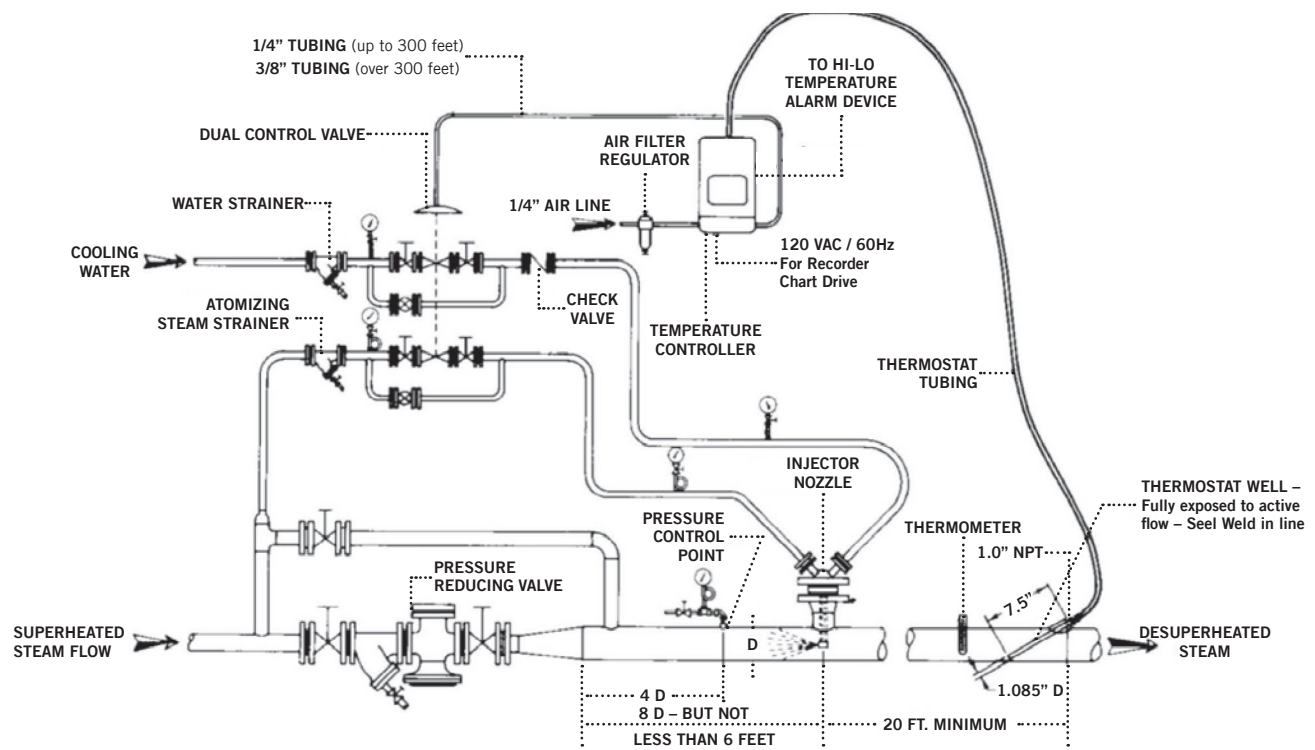 1/4” TUBING (up to 300 feet)
3/8” TUBING (over 300 feet)
TO HI-LO
TEMPERATURE
ALARM DEVICE
DUAL CONTROL VALVE
AIR FILTER
REGULATOR
WATER STRAINER
1/4” AIR LINE
COOLING
WATER
120 VAC / 60Hz
For Recorder
Chart Drive
ATOMIZING
STEAM STRAINER
CHECK
VALVE
TEMPERATURE
CONTROLLER
THERMOSTAT
TUBING
INJECTOR
NOZZLE
THERMOSTAT WELL –
Fully exposed to active
flow – Seel Weld in line
PRESSURE
CONTROL
POINT
THERMOMETER
1.0” NPT
PRESSURE
REDUCING VALVE
7.5”
SUPERHEATED
STEAM FLOW
D
DESUPERHEATED
STEAM
1.085” D
4 D
8 D – BUT NOT
LESS THAN 6 FEET
20 FT. MINIMUM